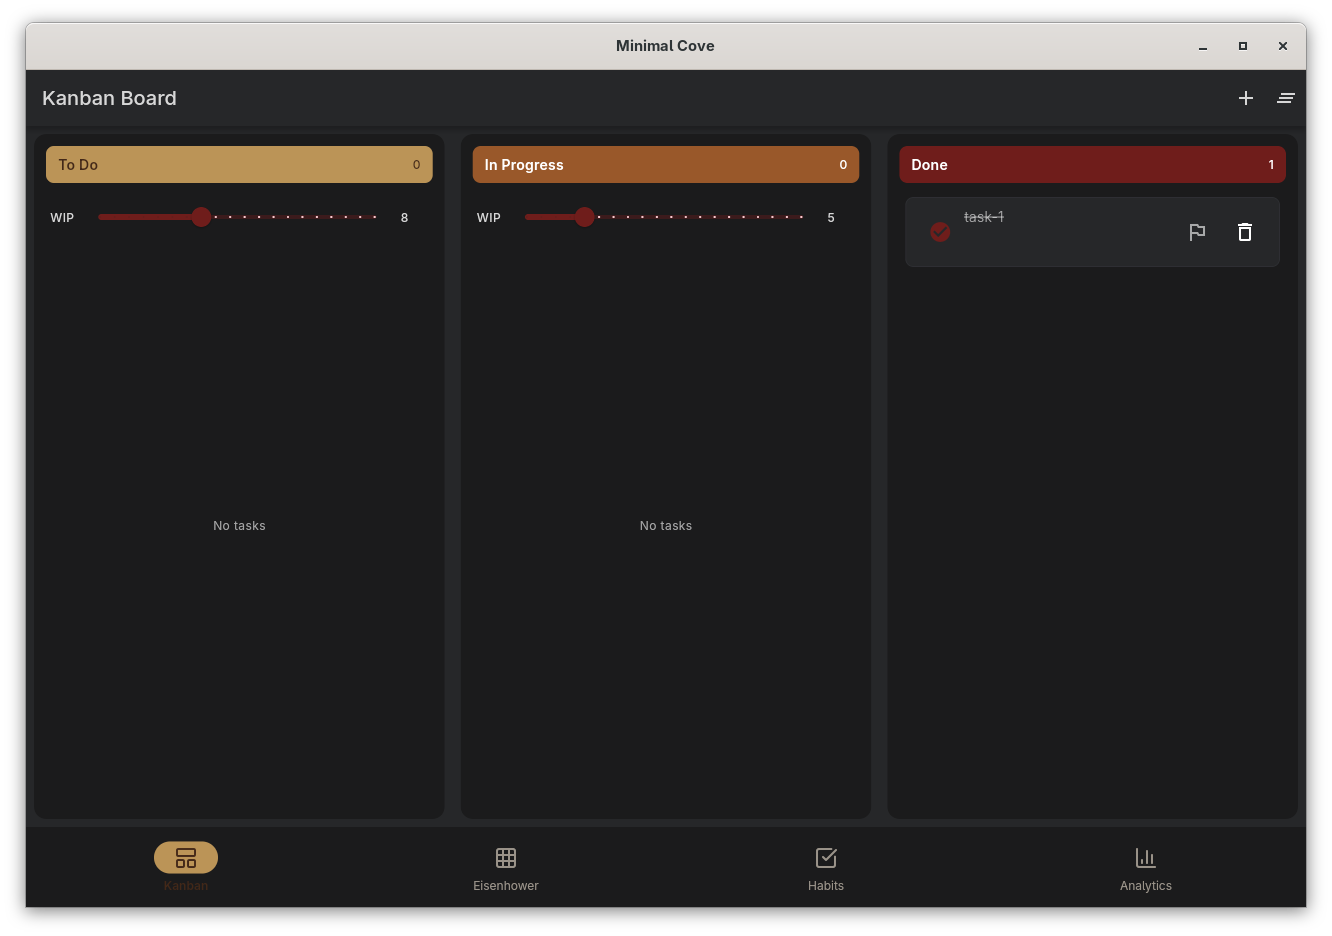 Minimal Cove
Kanban Board
To Do 0
WIP 8
No tasks
In Progress 0
WIP 5
No tasks
Done 1
task-1
Kanban
Eisenhower
Habits
Analytics